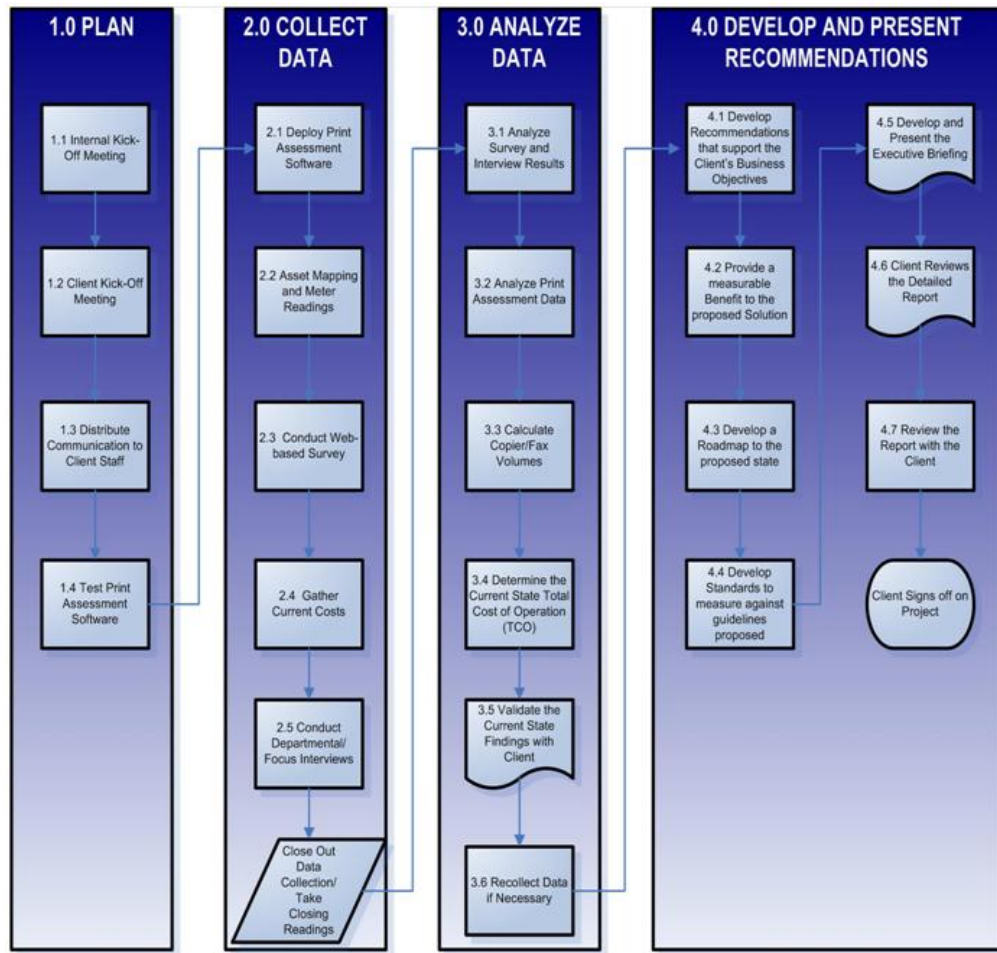 1.0 PLAN
1.1 Internal Kick-
Off Meeting
1.2 Client Kick-Off
Meeting
1.3 Distribute
Communication to
Client Staff
1.4 Test Print
Assessment
Software
2.0 COLLECT
DATA
2.1 Deploy Print
Assessment
Software
2.2 Asset Mapping
and Meter
Readings
2.3 Conduct Web-
based Survey
2.4 Gather
Current Costs
2.5 Conduct
Departmental/
Focus Interviews
Close Out
Data
Collection/
Take
Closing
Readings
3.0 ANALYZE
DATA
3.1 Analyze
Survey and
Interview Results
3.2 Analyze Print
Assessment Data
3.3 Calculate
Copier/Fax
Volumes
3.4 Determine the
Current State Total
Cost of Operation
(TCO)
3.5 Validate the
Current State
Findings with
Client
3.6 Recollect Data
if Necessary
4.0 DEVELOP AND PRESENT
RECOMMENDATIONS
4.1 Develop
Recommendations
that support the
Client's Business
Objectives
4.2 Provide a
measurable
Benefit to the
proposed Solution
4.3 Develop a
Roadmap to the
proposed state
4.4 Develop
Standards to
measure against
guidelines
proposed
4.5 Develop and
Present the
Executive Briefing
4.6 Client Reviews
the Detailed
Report
4.7 Review the
Report with the
Client
Client Signs off on
Project